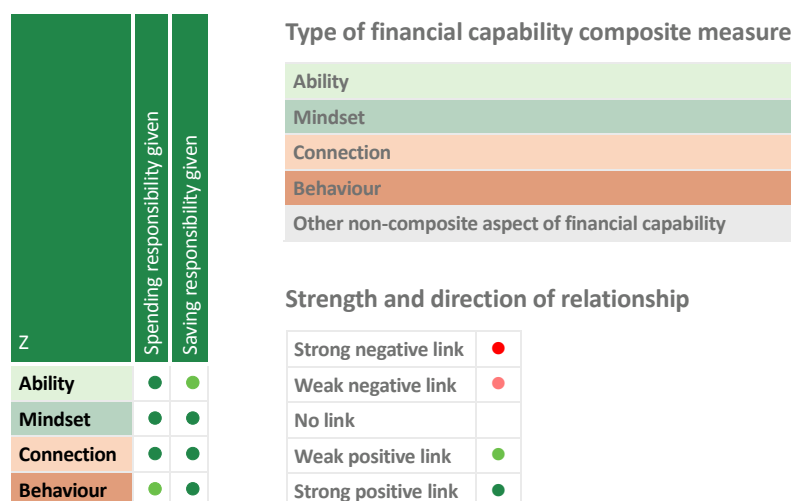 Z
Spending responsibility given
Saving responsibility given
Ability
Mindset
Connection
Behaviour
Type of financial capability composite measure
Ability
Mindset
Connection
Behaviour
Other non-composite aspect of financial capability
Strength and direction of relationship
Strong negative link
Weak negative link
No link
Weak positive link
Strong positive link